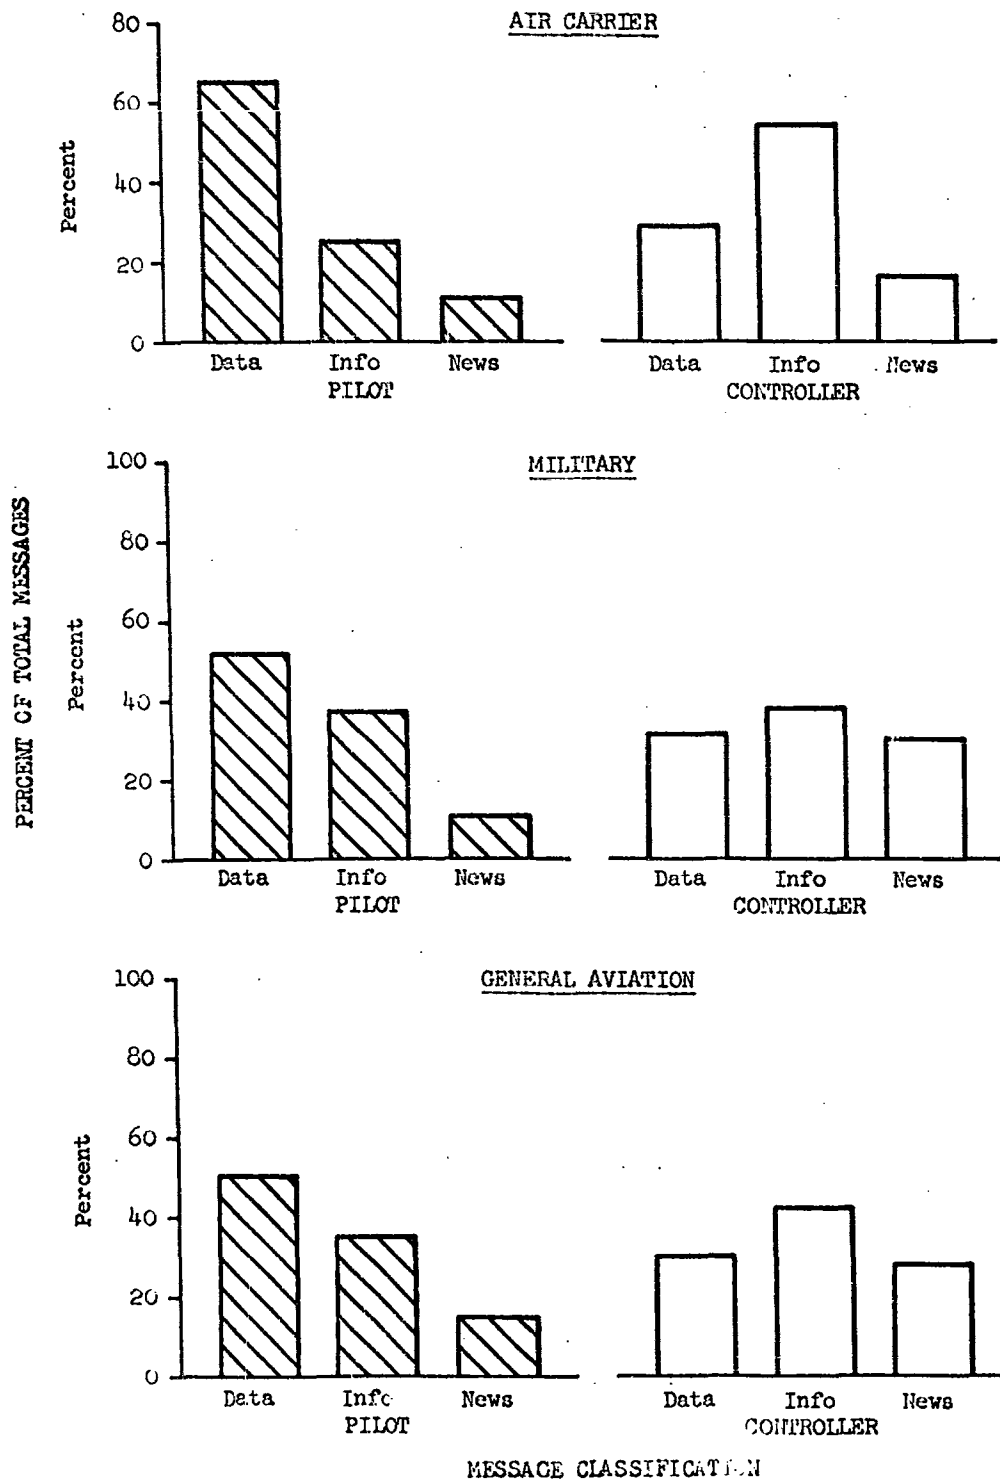 AIR CARRIER
80
60
40
20
0
Percent
Data Info News
PILOT
Data Info News
CONTROLLER
PERCENT OF TOTAL MESSAGES
MILITARY
100
80
60
40
20
0
Percent
Data Info News
PILOT
Data Info News
CONTROLLER
GENERAL AVIATION
100
80
60
40
20
0
Percent
Data Info News
PILOT
Data Info News
CONTROLLER
MESSAGE CLASSIFICATION